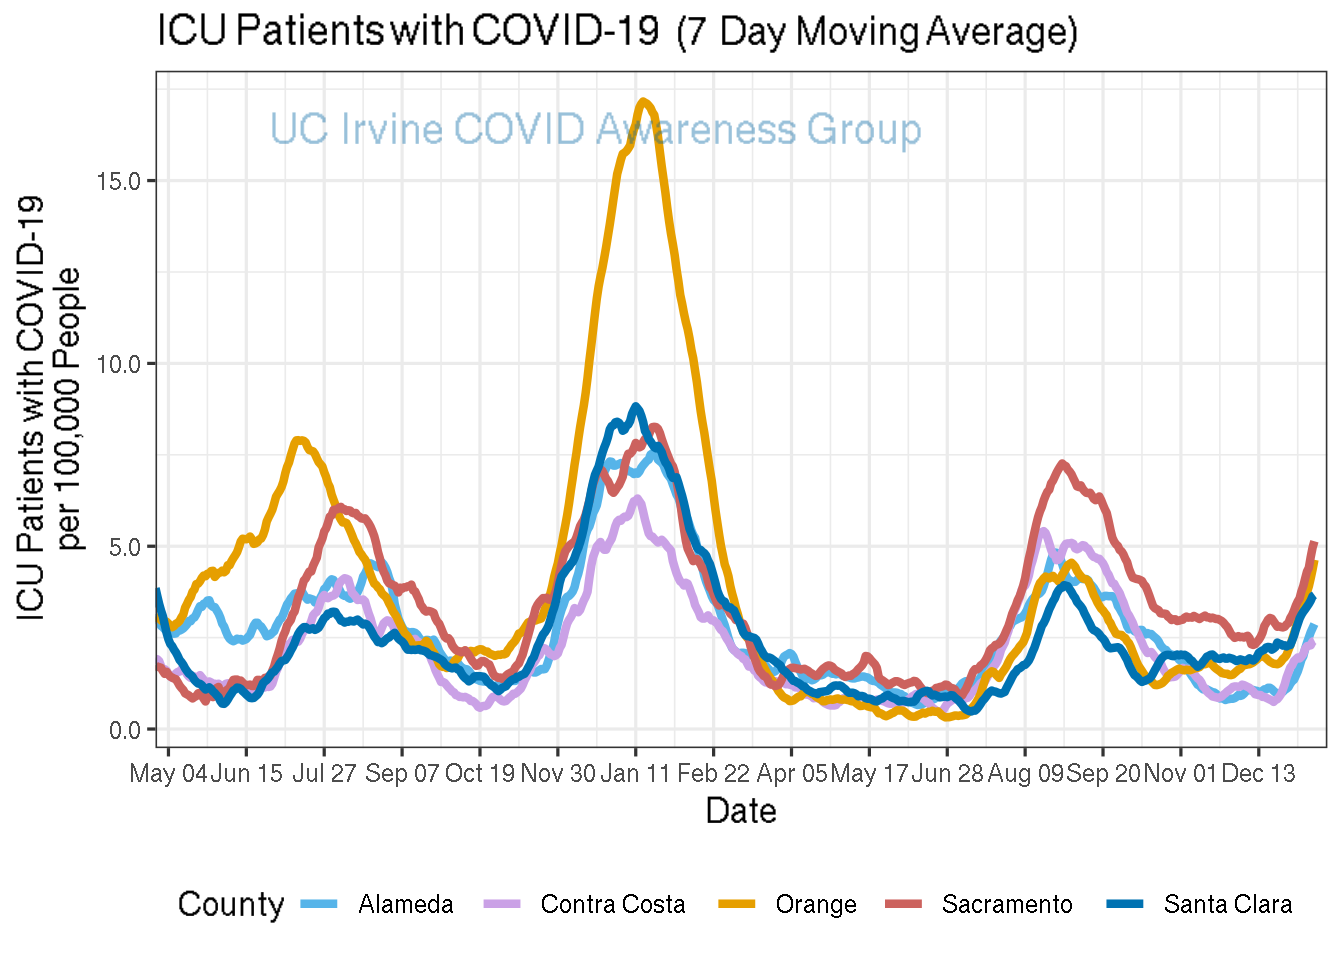 ICU Patients with COVID-19 (7 Day Moving Average)
UC Irvine COVID Awareness Group
ICU Patients with COVID-19
per 100,000 People
15.0
10.0
5.0
0.0
May 04 Jun 15 Jul 27 Sep 07 Oct 19 Nov 30 Jan 11 Feb 22 Apr 05 May 17 Jun 28 Aug 09 Sep 20 Nov 01 Dec 13
Date
County Alameda Contra Costa Orange Sacramento Santa Clara